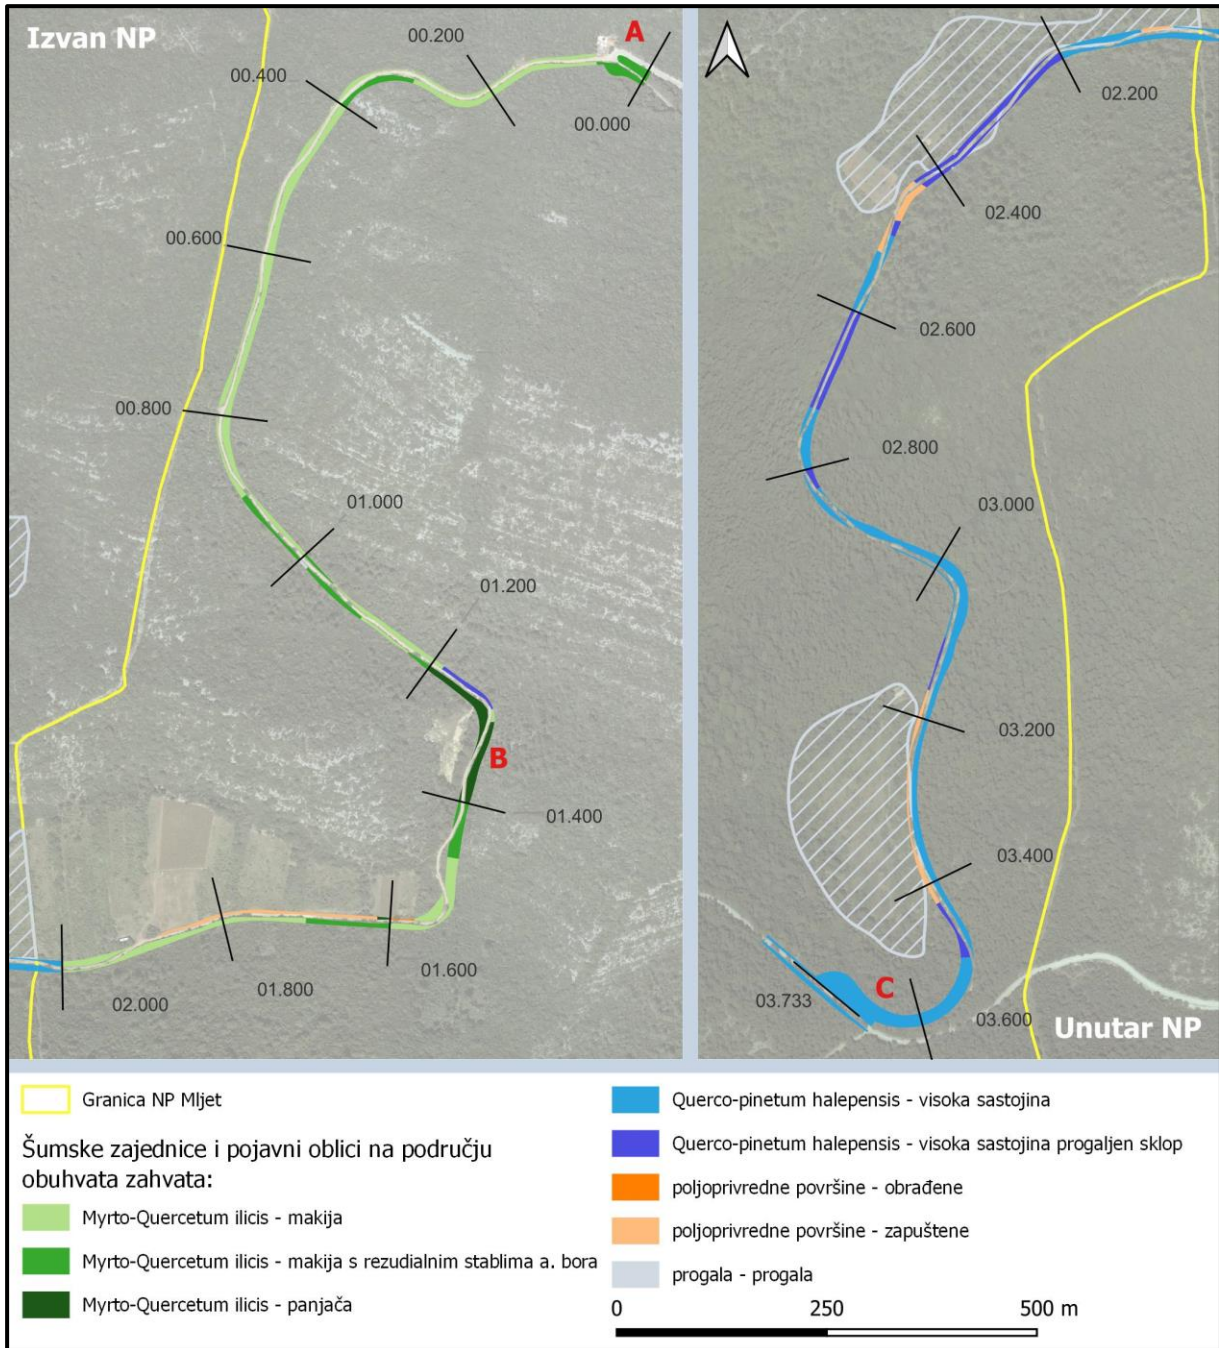 Izvan NP
A
00.200
00.400
00.000
00.600
00.800
01.000
01.200
B
01.400
01.600
01.800
02.000
02.200
02.400
02.600
02.800
03.000
03.200
03.400
C
03.733
03.600
Unutar NP
Granica NP Mljet
Šumske zajednice i pojavni oblici na području
obuhvata zahvata:
Myrto-Quercetum ilicis - makija
Myrto-Quercetum ilicis - makija s rezudialnim stablima a. bora
Myrto-Quercetum ilicis - panjača
Querco-pinetum halepensis - visoka sastojina
Querco-pinetum halepensis - visoka sastojina progaljen sklop
poljoprivredne površine - obrađene
poljoprivredne površine - zapuštene
progala - progala
0 250 500 m